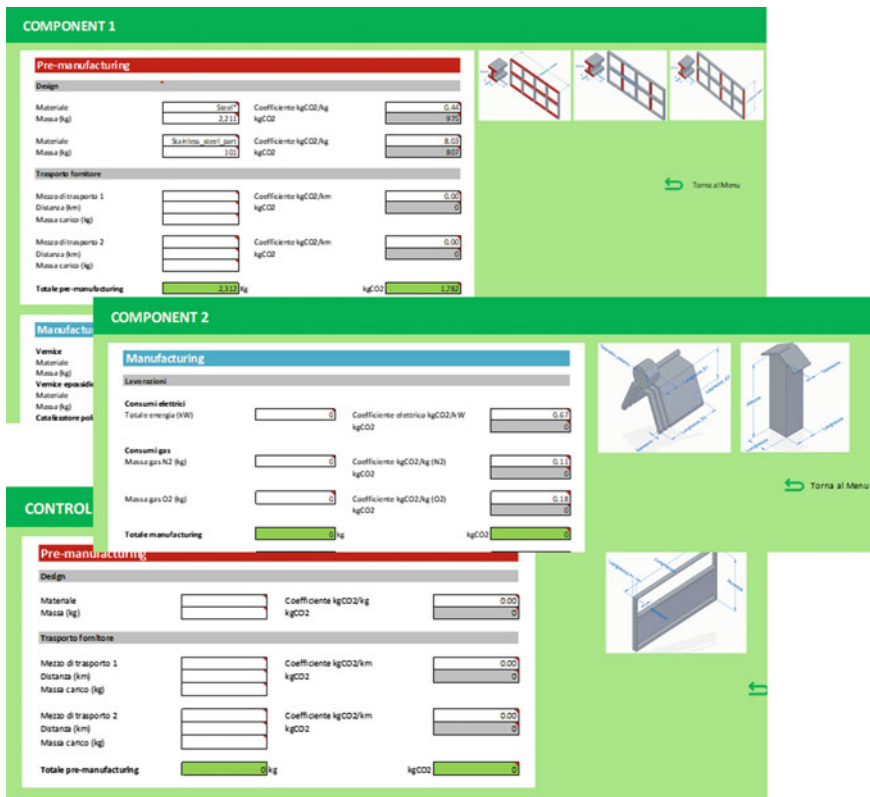 COMPONENT 1
Pre-manufacturing
Design
Materiale Steel* Coefficiente kgCO2/kg 0.44
Massa (kg) 2,211 kgCO2 975
Materiale Stainless_steel_part Coefficiente kgCO2/kg 8.03
Massa (kg) 101 kgCO2 807
Trasporto fornitore
Mezzo di trasporto 1 Coefficiente kgCO2/km 0.00
Distanza (km) kgCO2 0
Massa carico (kg)
Mezzo di trasporto 2 Coefficiente kgCO2/km 0.00
Distanza (km) kgCO2 0
Massa carico (kg)
Totale pre-manufacturing 2,312 Kg kgCO2 1,782
Torna al Menu
Manufactu
Vernice
Materiale
Massa (kg)
Vernice epossidi
Materiale
Massa (kg)
Catalizzatore poli
COMPONENT 2
Manufacturing
Lavorazioni
Consumi elettrici
Totale energia (kW) 0 Coefficiente elettrico kgCO2/kW 0.67
kgCO2 0
Consumi gas
Massa gas N2 (kg) 0 Coefficiente kgCO2/kg (N2) 0.11
kgCO2 0
Massa gas O2 (kg) 0 Coefficiente kgCO2/kg (O2) 0.18
kgCO2 0
Totale manufacturing 0 kg kgCO2 0
Torna al Menu
CONTROL
Pre-manufacturing
Design
Materiale Coefficiente kgCO2/kg 0.00
Massa (kg) kgCO2 0
Trasporto fornitore
Mezzo di trasporto 1 Coefficiente kgCO2/km 0.00
Distanza (km) kgCO2 0
Massa carico (kg)
Mezzo di trasporto 2 Coefficiente kgCO2/km 0.00
Distanza (km) kgCO2 0
Massa carico (kg)
Totale pre-manufacturing 0 kg kgCO2 0